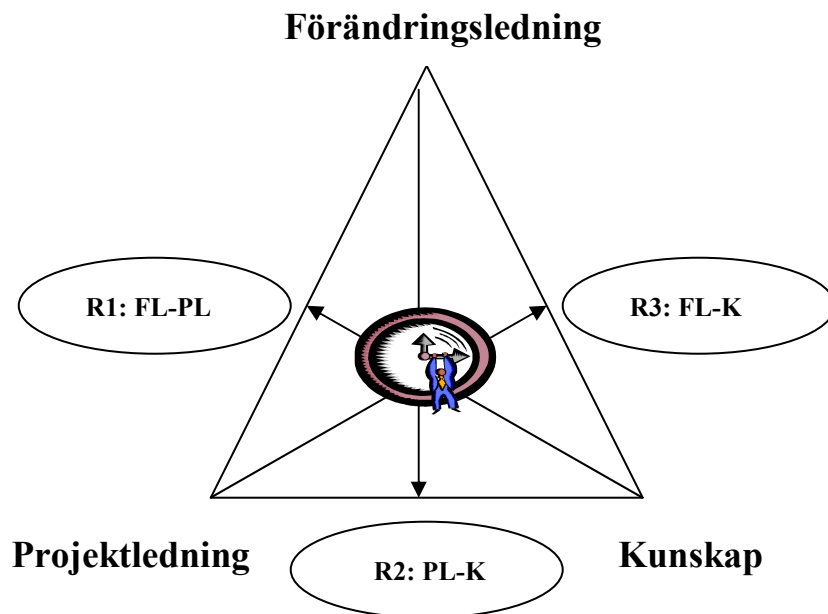 Förändringsledning
R1: FL-PL
R3: FL-K
Projektledning
Kunskap
R2: PL-K